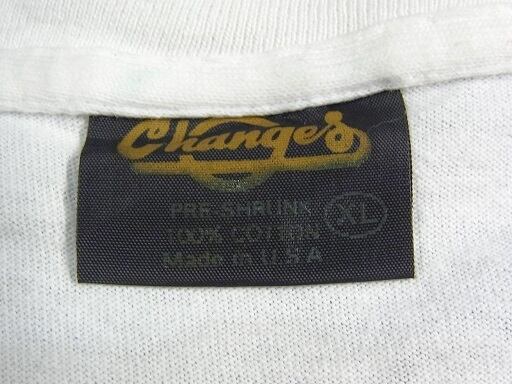 Changes
PRE-SHRUNK XL
100% COTTON
Made in U.S.A